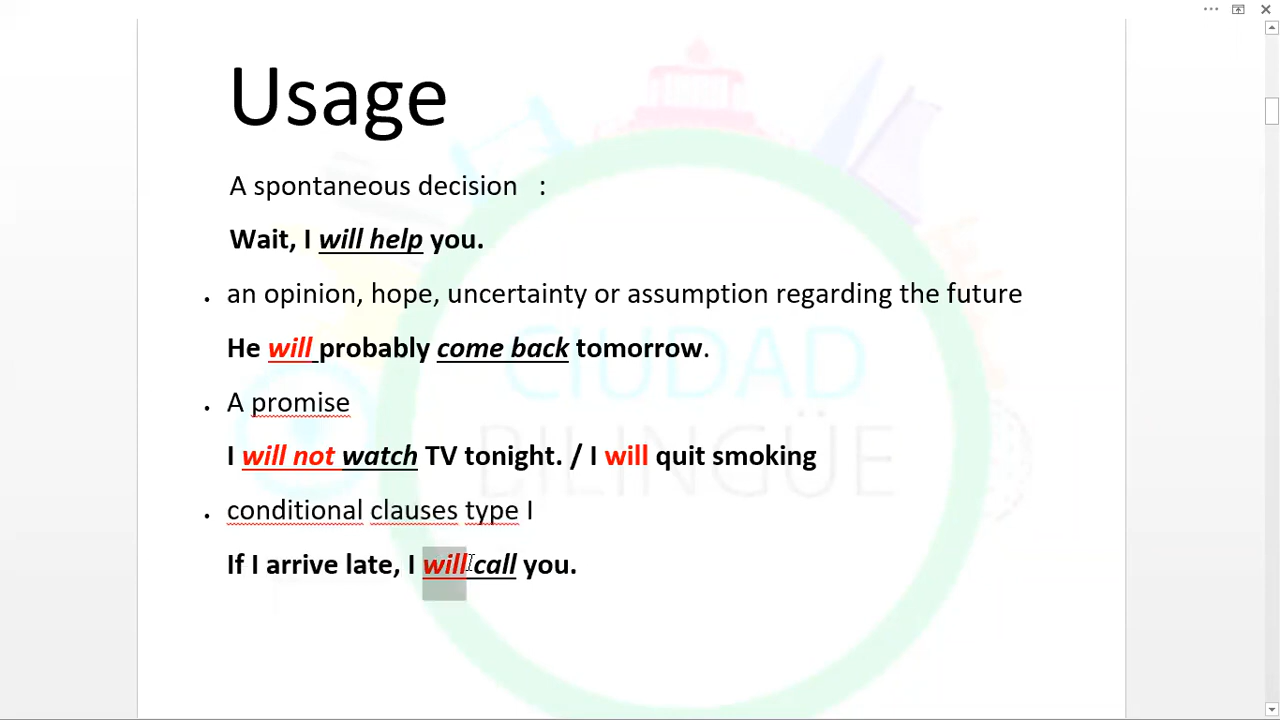 Usage
A spontaneous decision :
Wait, I will help you.
• an opinion, hope, uncertainty or assumption regarding the future
He will probably come back tomorrow.
• A promise
I will not watch TV tonight. / I will quit smoking
• conditional clauses type I
If I arrive late, I will call you.
CIUDAD
BILINGÜE